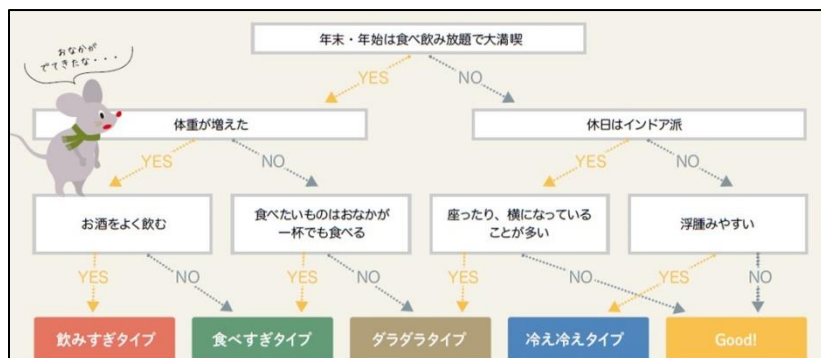 年末・年始は食べ飲み放題で大満喫
おなかが
でてきたな・・・
YES
NO
体重が増えた
休日はインドア派
YES
NO
YES
NO
お酒をよく飲む
食べたいものはおなかが
一杯でも食べる
座ったり、横になっている
ことが多い
浮腫みやすい
YES
NO
YES
NO
YES
NO
YES
NO
飲みすぎタイプ
食べすぎタイプ
ダラダラタイプ
冷え冷えタイプ
Good!